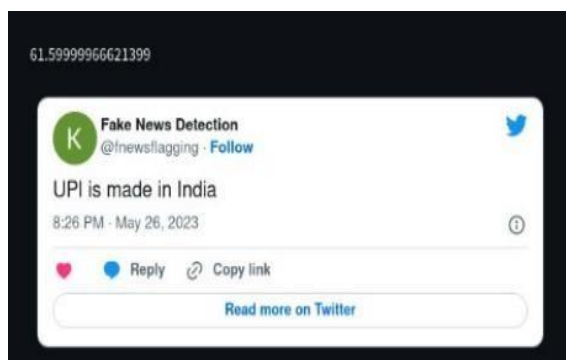 61.59999966621399
K
Fake News Detection
@fnewsflagging · Follow
UPI is made in India
8:26 PM · May 26, 2023
Reply Copy link
Read more on Twitter